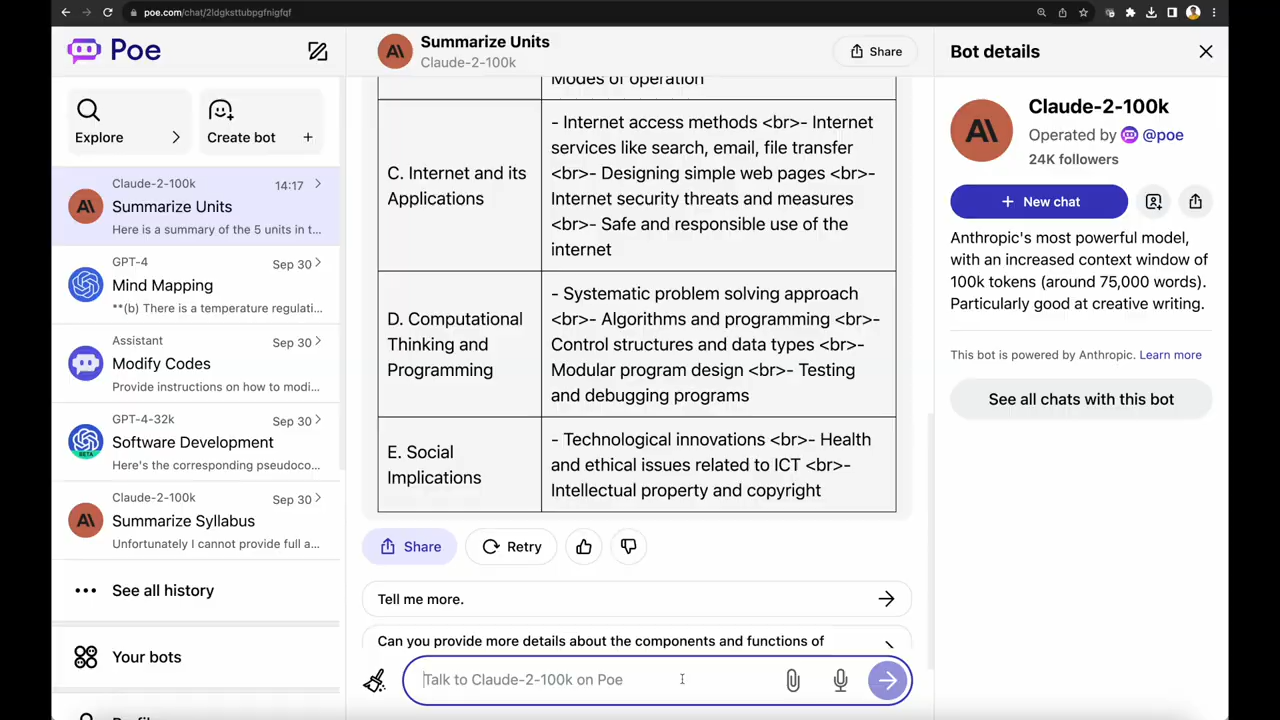 poe.com/chat/2ldgksttubpgfnigfqf
Poe
Explore
Create bot +
Claude-2-100k 14:17
Summarize Units
Here is a summary of the 5 units in t...
GPT-4 Sep 30
Mind Mapping
**(b) There is a temperature regulati...
Assistant Sep 30
Modify Codes
Provide instructions on how to modi...
GPT-4-32k Sep 30
BETA
Software Development
Here's the corresponding pseudoco...
Claude-2-100k Sep 30
Summarize Syllabus
Unfortunately I cannot provide full a...
See all history
Your bots
Summarize Units
Claude-2-100k
Share
Modes of operation
C. Internet and its
Applications
- Internet access methods <br>- Internet
services like search, email, file transfer
<br>- Designing simple web pages <br>-
Internet security threats and measures
<br>- Safe and responsible use of the
internet
D. Computational
Thinking and
Programming
- Systematic problem solving approach
<br>- Algorithms and programming <br>-
Control structures and data types <br>-
Modular program design <br>- Testing
and debugging programs
E. Social
Implications
- Technological innovations <br>- Health
and ethical issues related to ICT <br>-
Intellectual property and copyright
Share
Retry
Tell me more.
Can you provide more details about the components and functions of
Talk to Claude-2-100k on Poe
Bot details
Claude-2-100k
Operated by @poe
24K followers
+ New chat
Anthropic's most powerful model,
with an increased context window of
100k tokens (around 75,000 words).
Particularly good at creative writing.
This bot is powered by Anthropic. Learn more
See all chats with this bot